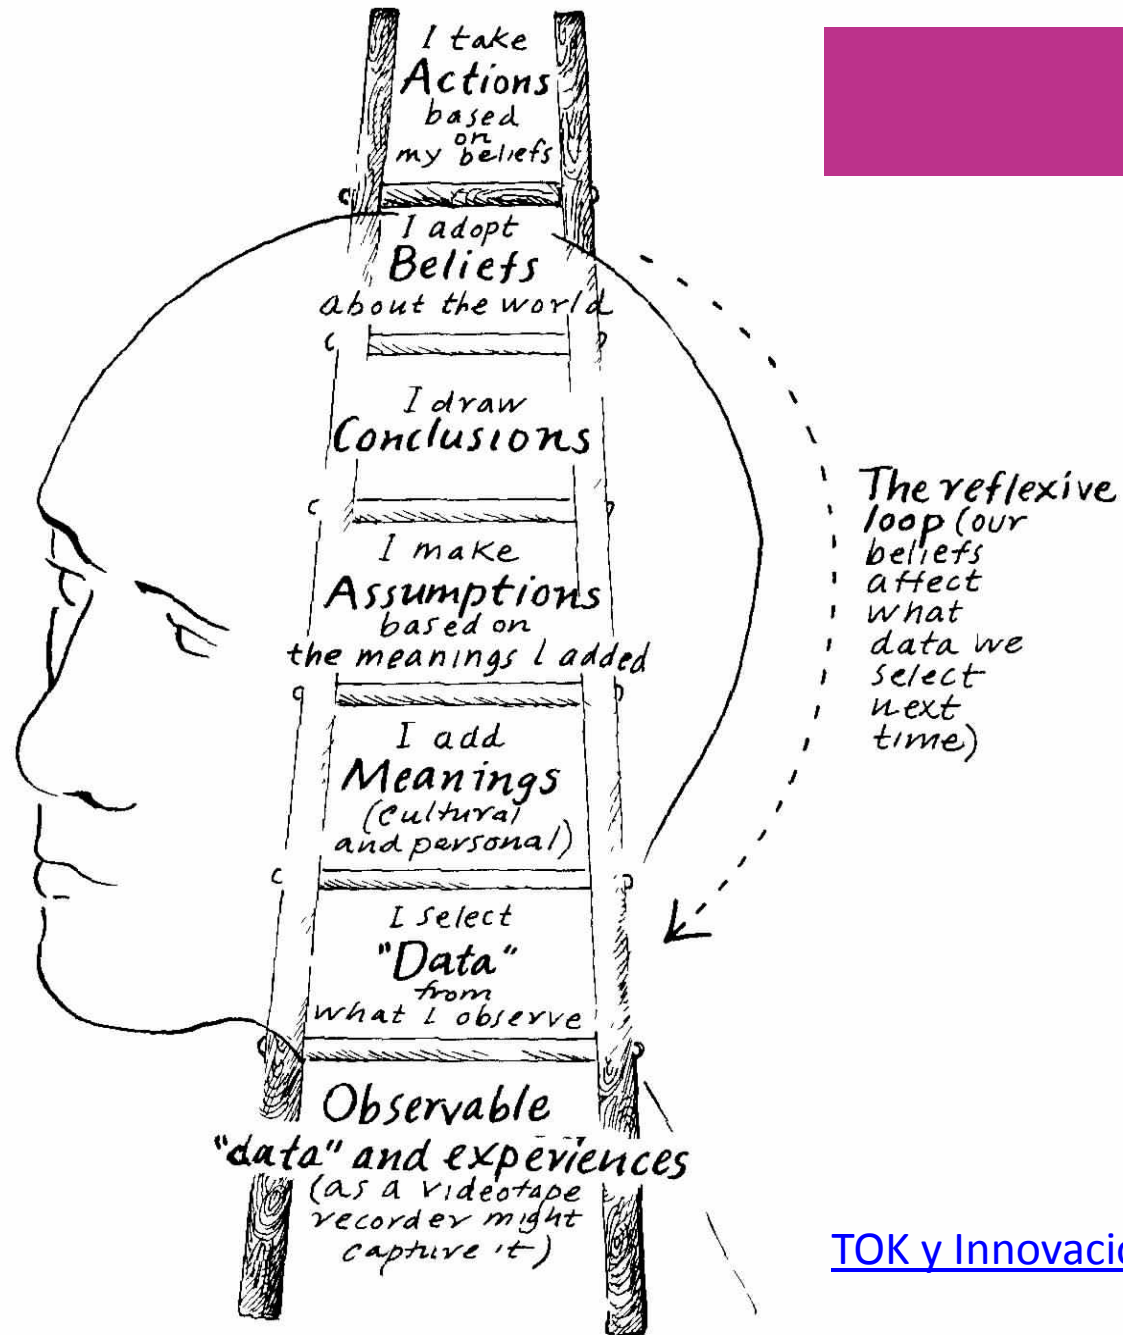 I take
Actions
based
on
my beliefs
I adopt
Beliefs
about the world
I draw
Conclusions
I make
Assumptions
based on
the meanings I added
I add
Meanings
(cultural
and personal)
I select
"Data"
from
what I observe
Observable
"data" and experiences
(as a videotape
recorder might
capture it)
The reflexive
loop (our
beliefs
affect
what
data we
select
next
time)
TOK y Innovació